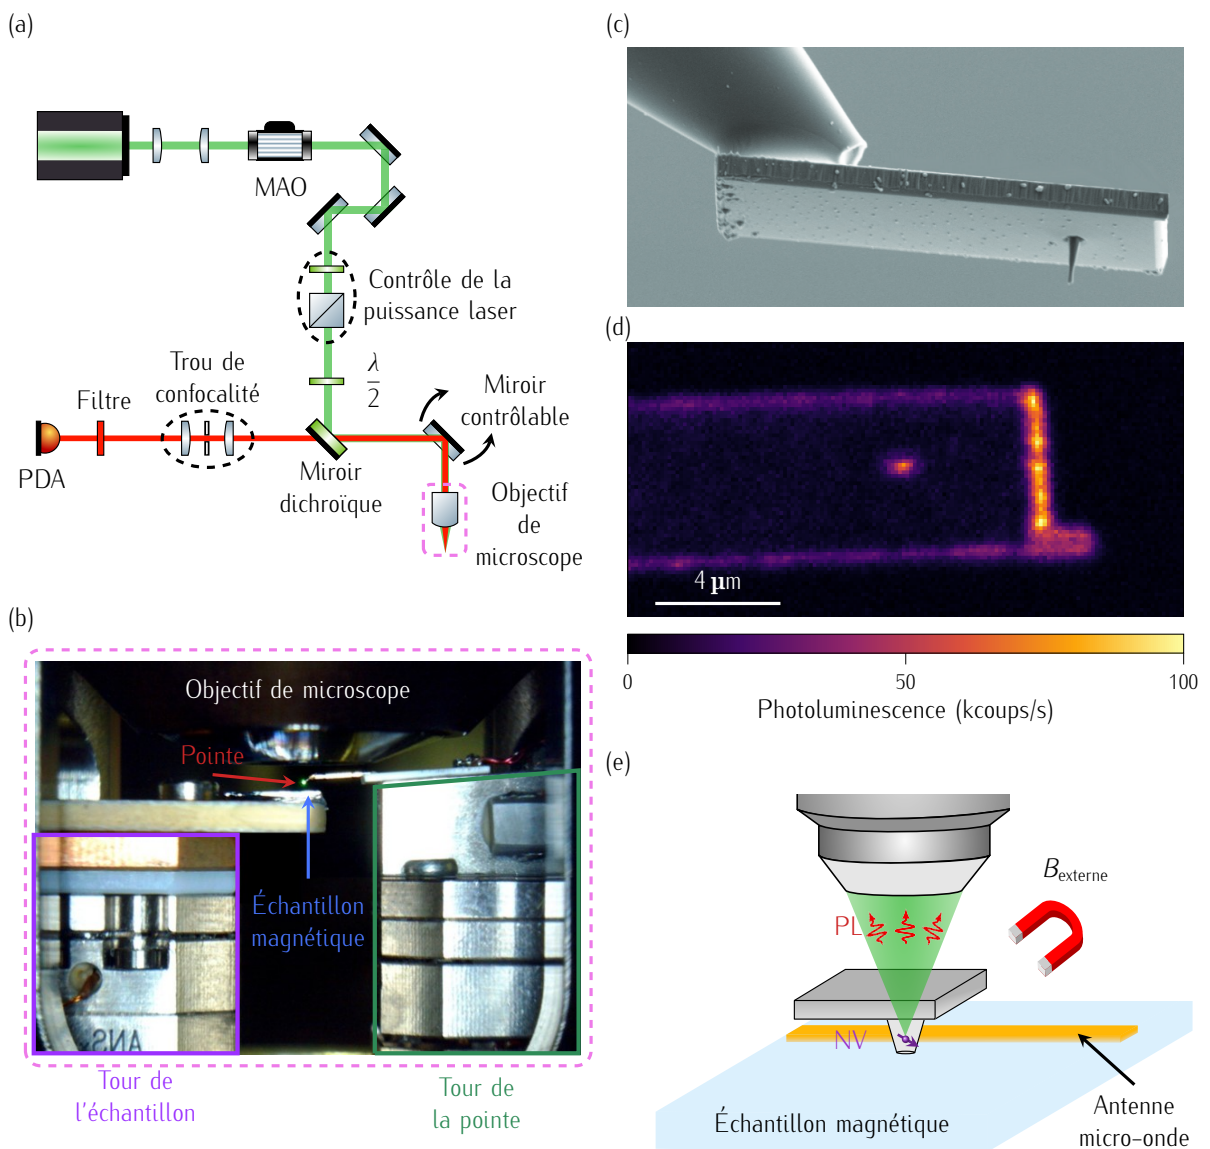 (a)
MAO
Contrôle de la
puissance laser
λ
2
Trou de
confocalité
Filtre
PDA
Miroir
dichroïque
Miroir
contrôlable
Objectif
de
microscope
(b)
Objectif de microscope
Pointe
Échantillon
magnétique
ANS
Tour de
l'échantillon
Tour de
la pointe
(c)
(d)
4 µm
0
50
100
Photoluminescence (kcoups/s)
(e)
Bexterne
PL
NV
Échantillon magnétique
Antenne
micro-onde